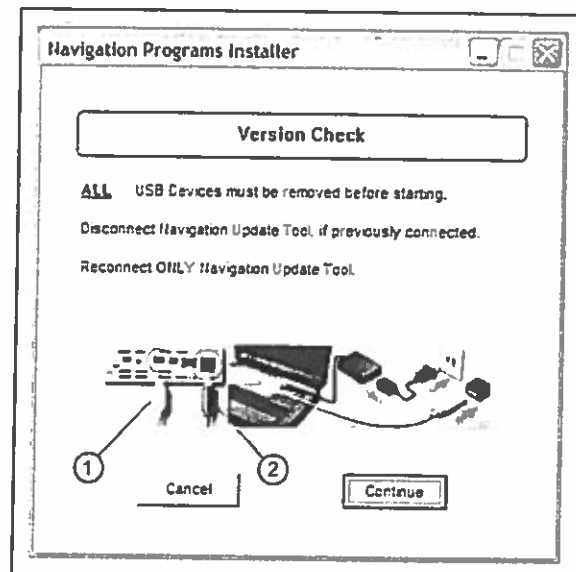 Navigation Programs Installer
Version Check
ALL USB Devices must be removed before starting.
Disconnect Navigation Update Tool, if previously connected.
Reconnect ONLY Navigation Update Tool.
1
2
Cancel
Continue